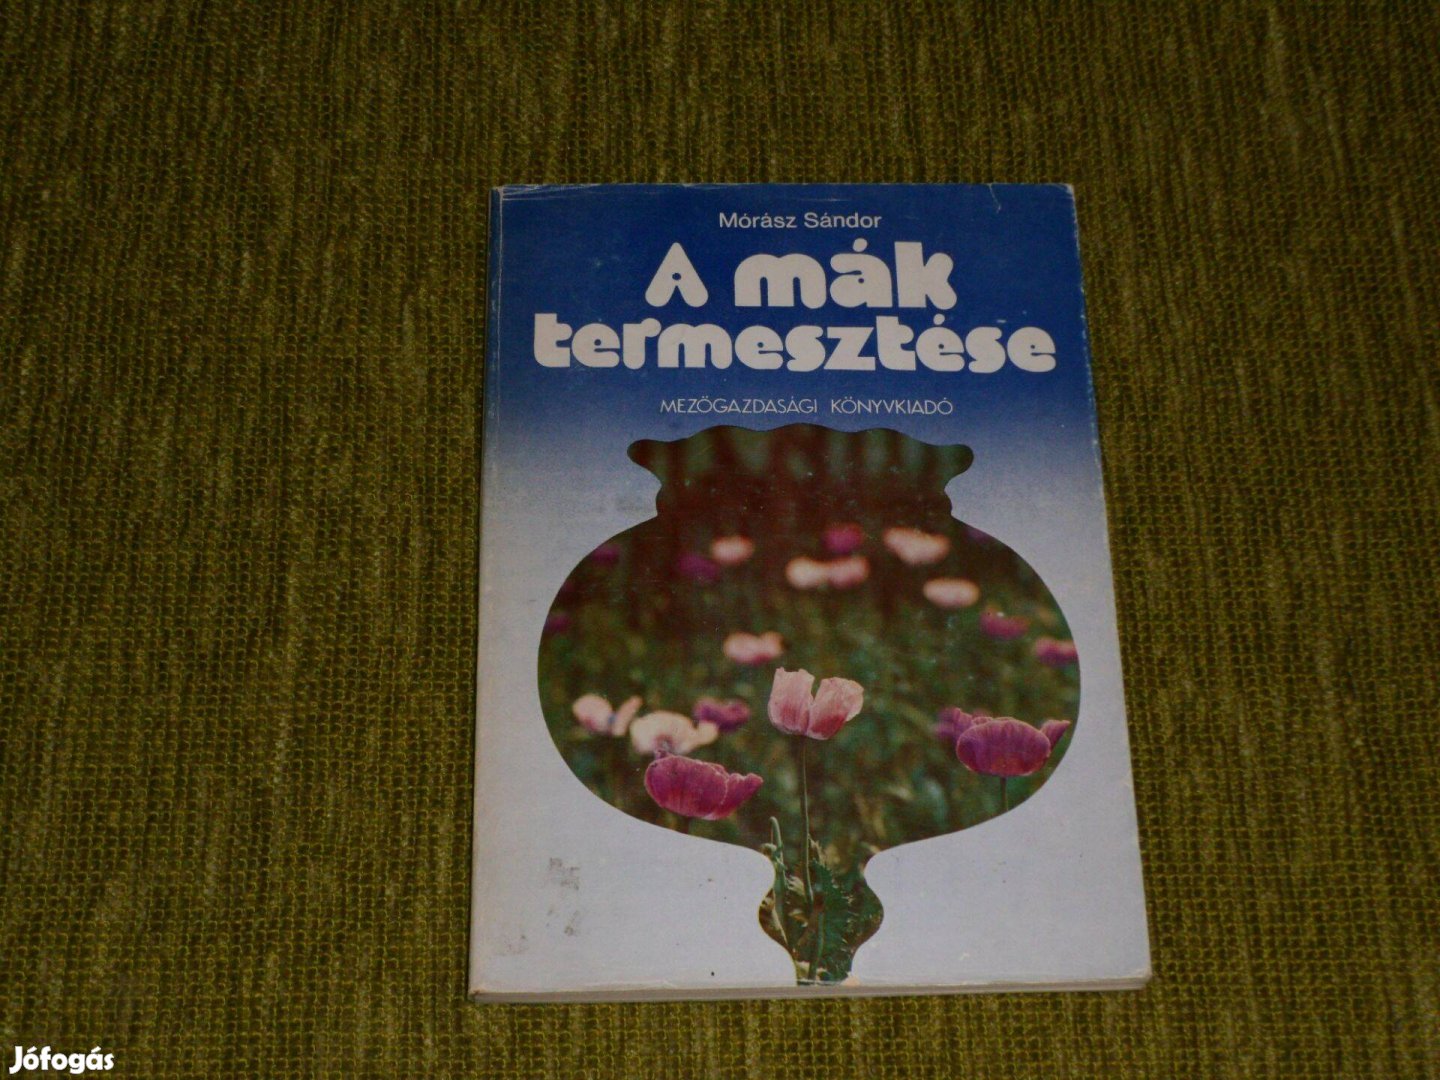 Mórász Sándor
A mák
termesztése
MEZŐGAZDASÁGI KÖNYVKIADÓ
Jófogás